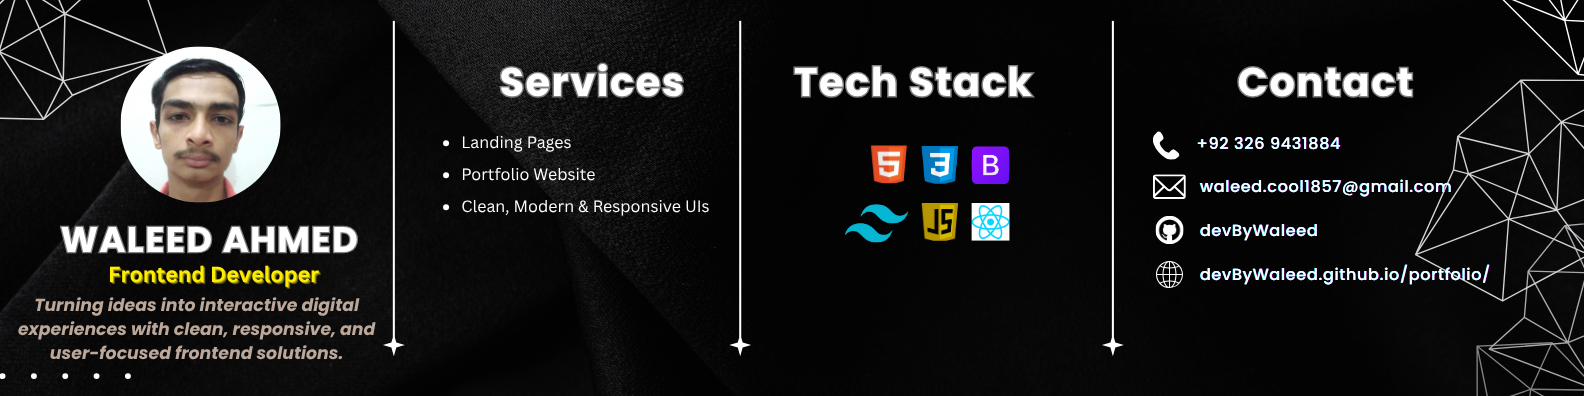 WALEED AHMED
Frontend Developer
Turning ideas into interactive digital
experiences with clean, responsive, and
user-focused frontend solutions.
Services
Landing Pages
Portfolio Website
Clean, Modern & Responsive UIs
Tech Stack
5 3 B
JS
Contact
+92 326 9431884
waleed.cool1857@gmail.com
devByWaleed
devByWaleed.github.io/portfolio/